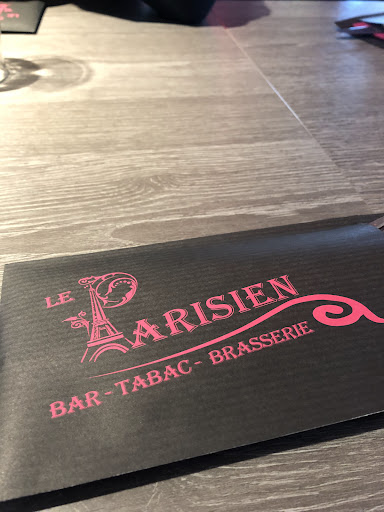 LE PARISIEN
BAR - TABAC - BRASSERIE